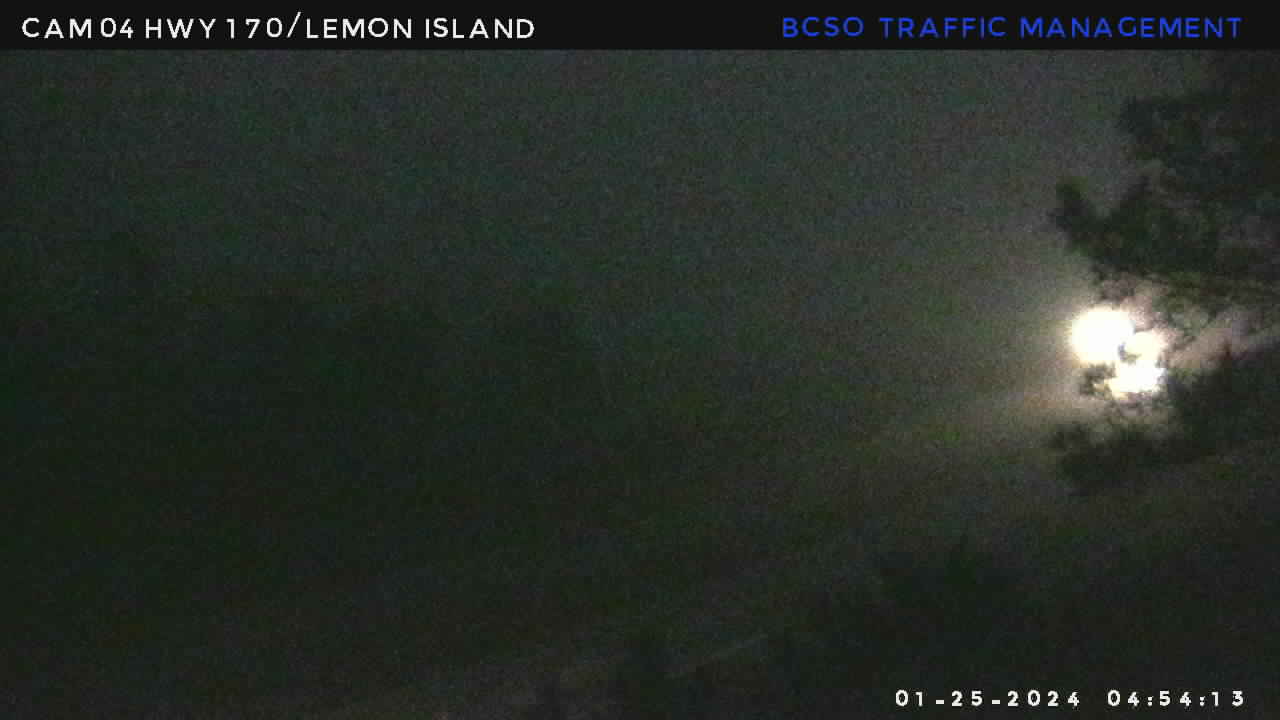 CAM04 HWY 170/LEMON ISLAND
BCSO TRAFFIC MANAGEMENT
01-25-2024 04:54:13